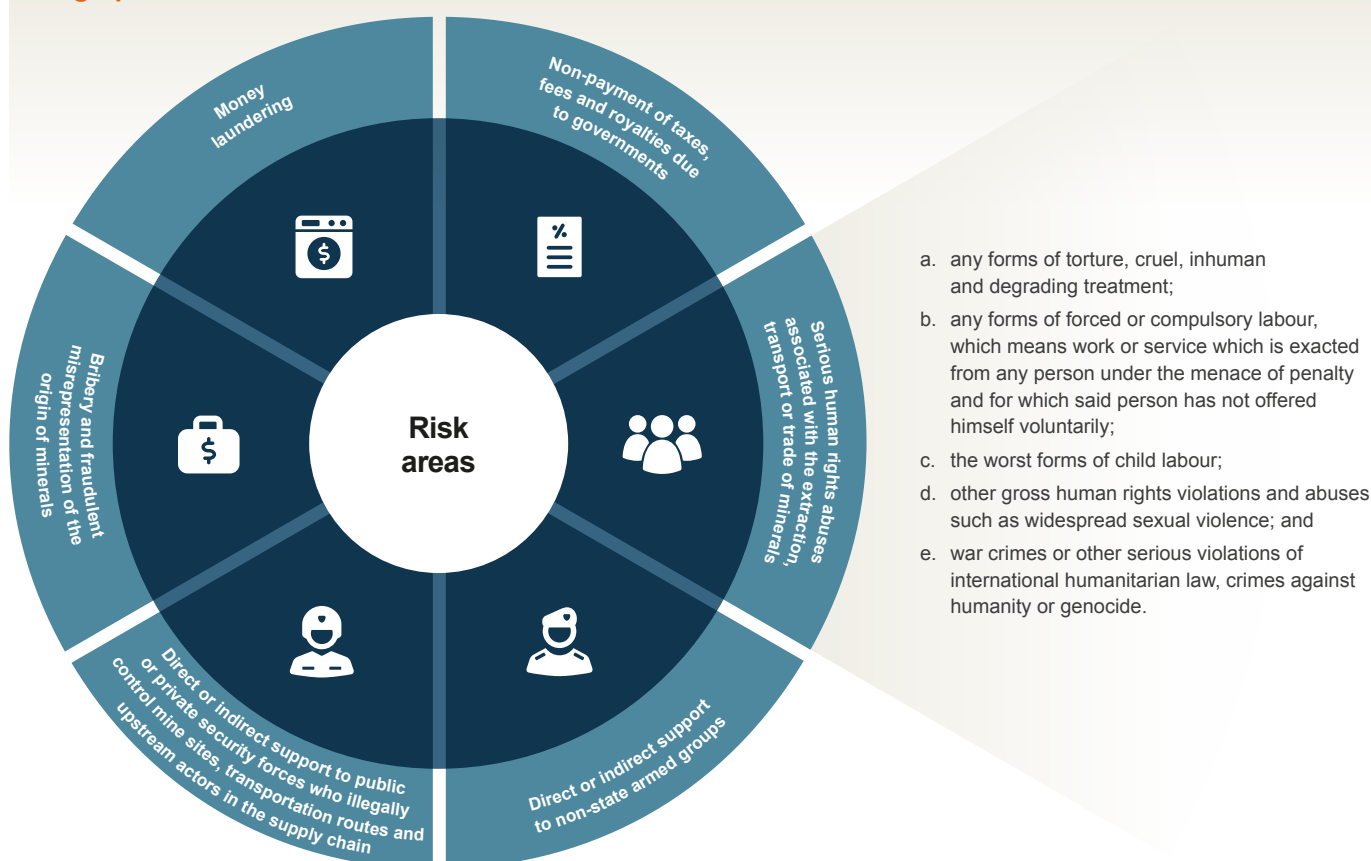 Money
laundering
Non-payment of taxes,
fees and royalties due
to governments
Serious human rights abuses
associated with the extraction,
transport or trade of minerals
Direct or indirect support
to non-state armed groups
Direct or indirect support to public
or private security forces who illegally
control mine sites, transportation routes and
upstream actors in the supply chain
Bribery and fraudulent
misrepresentation of the
origin of minerals
$
%
$
Risk
areas
a. any forms of torture, cruel, inhuman
and degrading treatment;
b. any forms of forced or compulsory labour,
which means work or service which is exacted
from any person under the menace of penalty
and for which said person has not offered
himself voluntarily;
c. the worst forms of child labour;
d. other gross human rights violations and abuses
such as widespread sexual violence; and
e. war crimes or other serious violations of
international humanitarian law, crimes against
humanity or genocide.